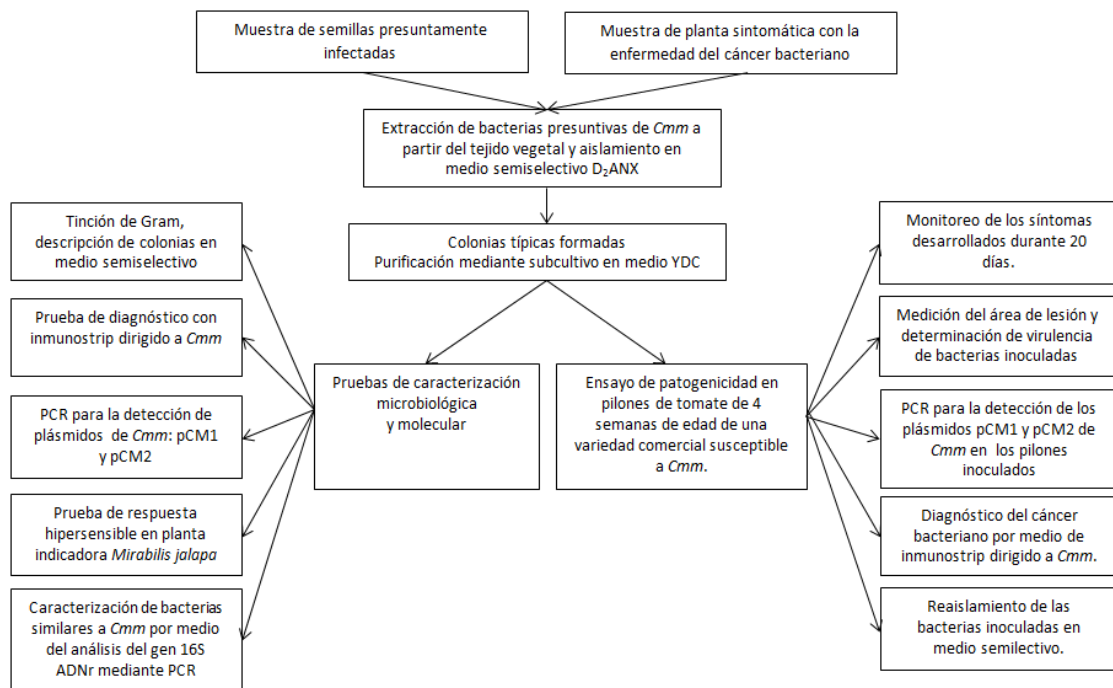 Muestra de semillas presuntamente
infectadas
Muestra de planta sintomática con la
enfermedad del cáncer bacteriano
Extracción de bacterias presuntivas de Cmm a
partir del tejido vegetal y aislamiento en
medio semiselectivo D₂ANX
Colonias típicas formadas
Purificación mediante subcultivo en medio YDC
Tinción de Gram,
descripción de colonias en
medio semiselectivo
Prueba de diagnóstico con
inmunostrip dirigido a Cmm
PCR para la detección de
plásmidos de Cmm: pCM1
y pCM2
Prueba de respuesta
hipersensible en planta
indicadora Mirabilis jalapa
Caracterización de bacterias
similares a Cmm por medio
del análisis del gen 16S
ADNr mediante PCR
Pruebas de caracterización
microbiológica
y molecular
Ensayo de patogenicidad en
pilones de tomate de 4
semanas de edad de una
variedad comercial susceptible
a Cmm.
Monitoreo de los síntomas
desarrollados durante 20
días.
Medición del área de lesión y
determinación de virulencia
de bacterias inoculadas
PCR para la detección de los
plásmidos pCM1 y pCM2 de
Cmm en los pilones
inoculados
Diagnóstico del cáncer
bacteriano por medio de
inmunostrip dirigido a Cmm.
Reaislamiento de las
bacterias inoculadas en
medio semilectivo.